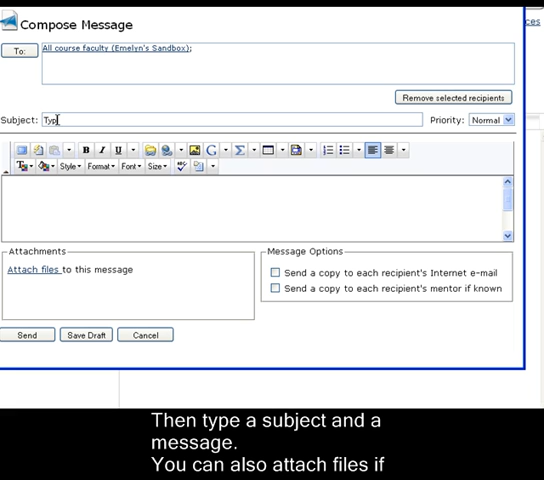 Compose Message
To: All course faculty (Emelyn's Sandbox);
Remove selected recipients
Subject: Typ Priority: Normal
B I U
Style Format Font Size
Attachments Message Options
Attach files to this message
Send a copy to each recipient's Internet e-mail
Send a copy to each recipient's mentor if known
Send Save Draft Cancel
Then type a subject and a
message.
You can also attach files if